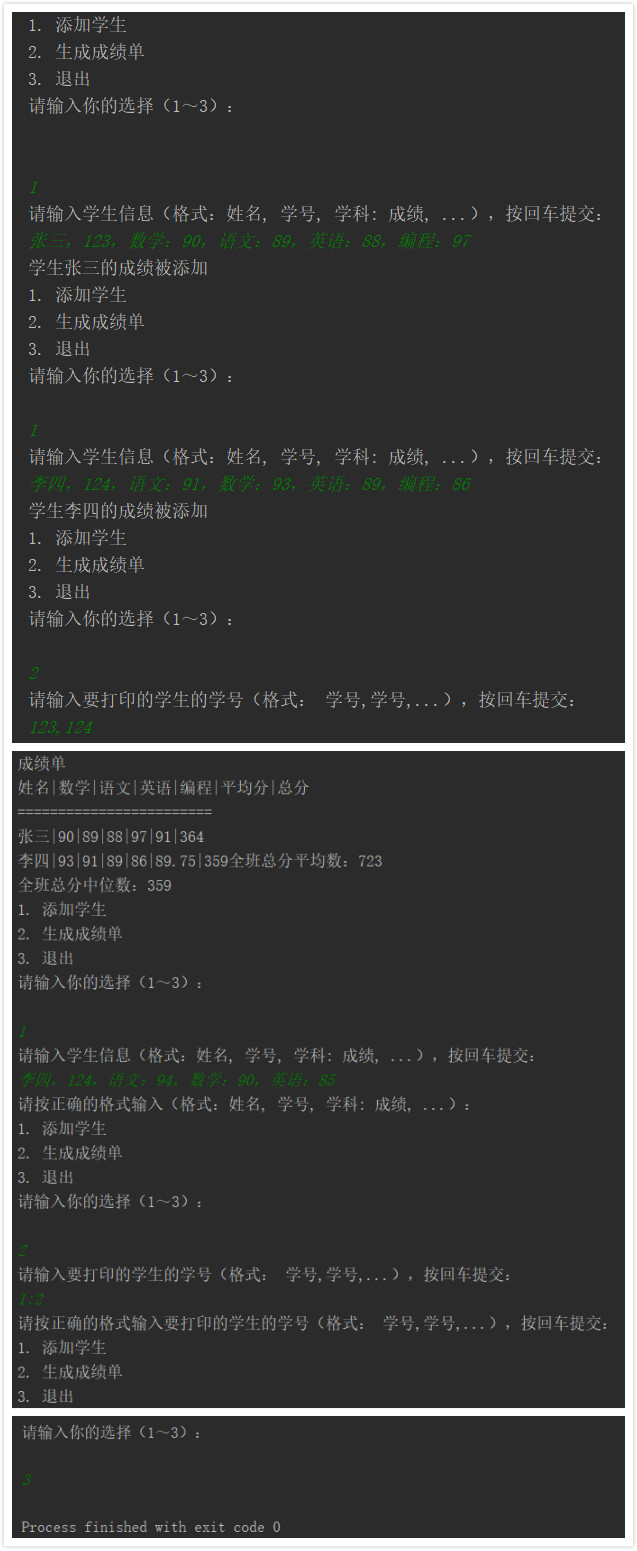 1. 添加学生
2. 生成成绩单
3. 退出
请输入你的选择（1～3）：
1
请输入学生信息（格式：姓名, 学号, 学科: 成绩, ...），按回车提交：
张三，123，数学：90，语文：89，英语：88，编程：97
学生张三的成绩被添加
1. 添加学生
2. 生成成绩单
3. 退出
请输入你的选择（1～3）：
1
请输入学生信息（格式：姓名, 学号, 学科: 成绩, ...），按回车提交：
李四，124，语文：91，数学：93，英语：89，编程：86
学生李四的成绩被添加
1. 添加学生
2. 生成成绩单
3. 退出
请输入你的选择（1～3）：
2
请输入要打印的学生的学号（格式： 学号,学号,...），按回车提交：
123,124
成绩单
姓名|数学|语文|英语|编程|平均分|总分
========================
张三|90|89|88|97|91|364
李四|93|91|89|86|89.75|359全班总分平均数：723
全班总分中位数：359
1. 添加学生
2. 生成成绩单
3. 退出
请输入你的选择（1～3）：
1
请输入学生信息（格式：姓名, 学号, 学科: 成绩, ...），按回车提交：
李四，124，语文：94，数学：90，英语：85
请按正确的格式输入（格式：姓名, 学号, 学科: 成绩, ...）：
1. 添加学生
2. 生成成绩单
3. 退出
请输入你的选择（1～3）：
2
请输入要打印的学生的学号（格式： 学号,学号,...），按回车提交：
1:2
请按正确的格式输入要打印的学生的学号（格式： 学号,学号,...），按回车提交：
1. 添加学生
2. 生成成绩单
3. 退出
请输入你的选择（1～3）：
3
Process finished with exit code 0